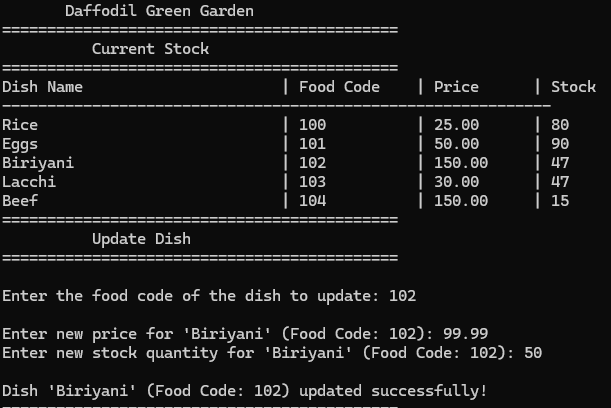 Daffodil Green Garden
============================================
Current Stock
============================================
Dish Name | Food Code | Price | Stock
-------------------------------------------------------------
Rice | 100 | 25.00 | 80
Eggs | 101 | 50.00 | 90
Biriyani | 102 | 150.00 | 47
Lacchi | 103 | 30.00 | 47
Beef | 104 | 150.00 | 15
============================================
Update Dish
============================================
Enter the food code of the dish to update: 102
Enter new price for 'Biriyani' (Food Code: 102): 99.99
Enter new stock quantity for 'Biriyani' (Food Code: 102): 50
Dish 'Biriyani' (Food Code: 102) updated successfully!
============================================